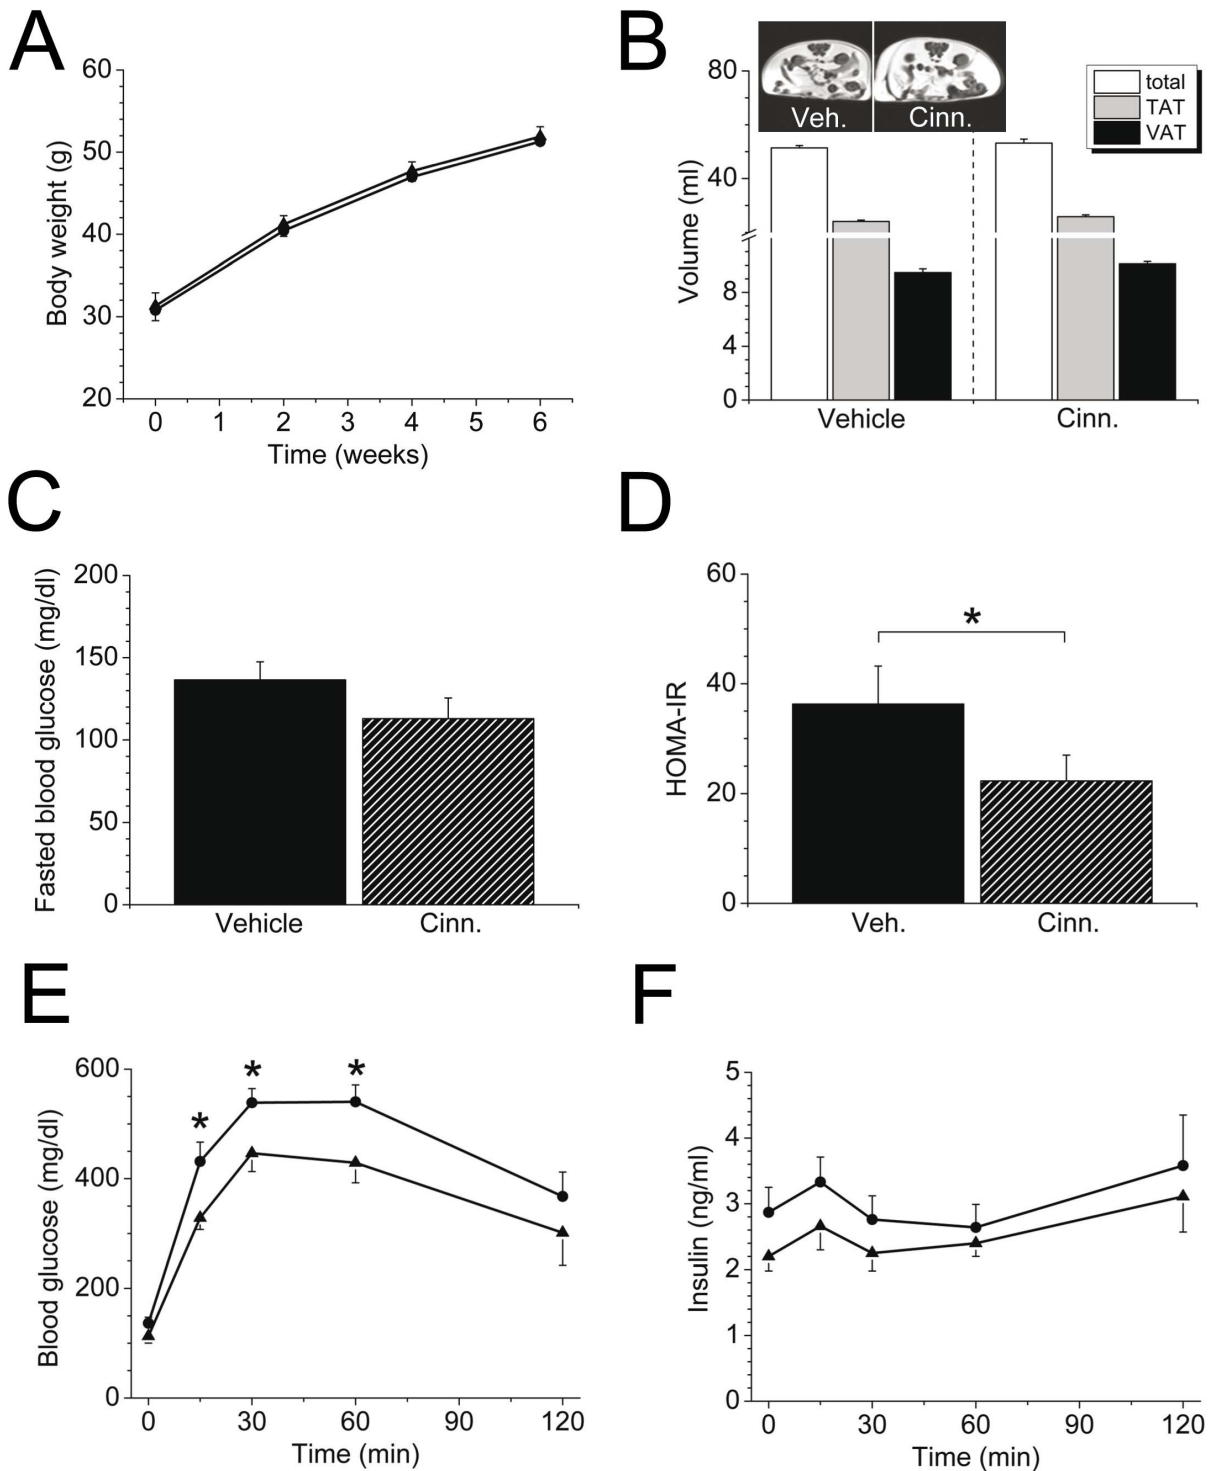 A
B
60
50
40
30
20
Body weight (g)
0 1 2 3 4 5 6
Time (weeks)
Veh. Cinn.
total
TAT
VAT
80
40
8
4
0
Volume (ml)
Vehicle Cinn.
C
D
200
150
100
50
0
Fasted blood glucose (mg/dl)
Vehicle Cinn.
60
40
20
0
HOMA-IR
*
Veh. Cinn.
E
F
600
400
200
0
Blood glucose (mg/dl)
* * *
0 30 60 90 120
Time (min)
5
4
3
2
1
0
Insulin (ng/ml)
0 30 60 90 120
Time (min)